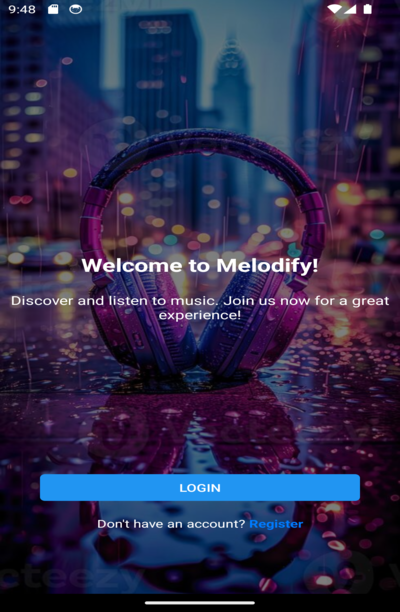 9:48
Welcome to Melodify!
Discover and listen to music. Join us now for a great
experience!
LOGIN
Don't have an account? Register
cteezy